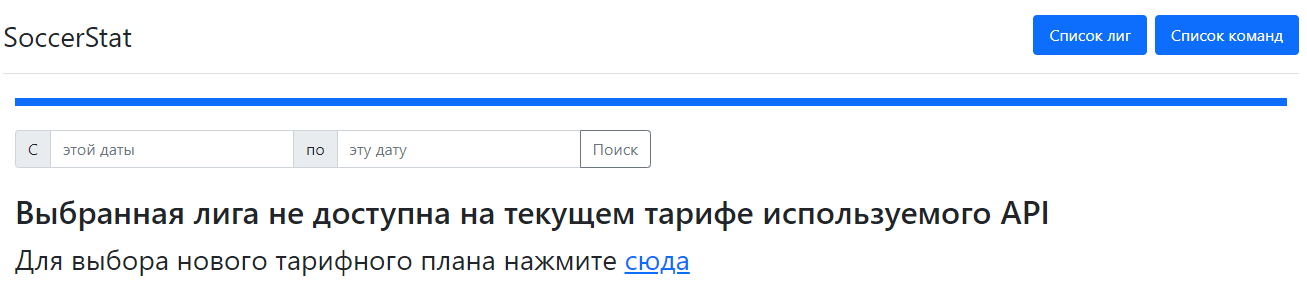 SoccerStat Список лиг Список команд
С этой даты по эту дату Поиск
Выбранная лига не доступна на текущем тарифе используемого API
Для выбора нового тарифного плана нажмите сюда